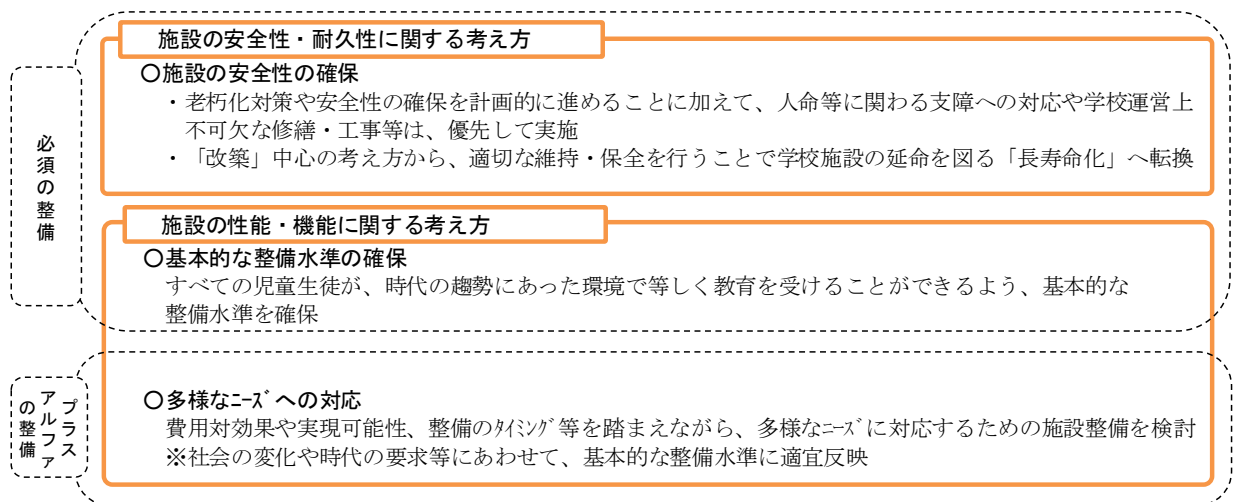 必須の整備
施設の安全性・耐久性に関する考え方
○施設の安全性の確保
・老朽化対策や安全性の確保を計画的に進めることに加えて、人命等に関わる支障への対応や学校運営上
不可欠な修繕・工事等は、優先して実施
・「改築」中心の考え方から、適切な維持・保全を行うことで学校施設の延命を図る「長寿命化」へ転換
施設の性能・機能に関する考え方
○基本的な整備水準の確保
すべての児童生徒が、時代の趨勢にあった環境で等しく教育を受けることができるよう、基本的な
整備水準を確保
プラス
アルファ
の整備
○多様なﾆｰｽﾞへの対応
費用対効果や実現可能性、整備のﾀｲﾐﾝｸﾞ等を踏まえながら、多様なﾆｰｽﾞに対応するための施設整備を検討
※社会の変化や時代の要求等にあわせて、基本的な整備水準に適宜反映